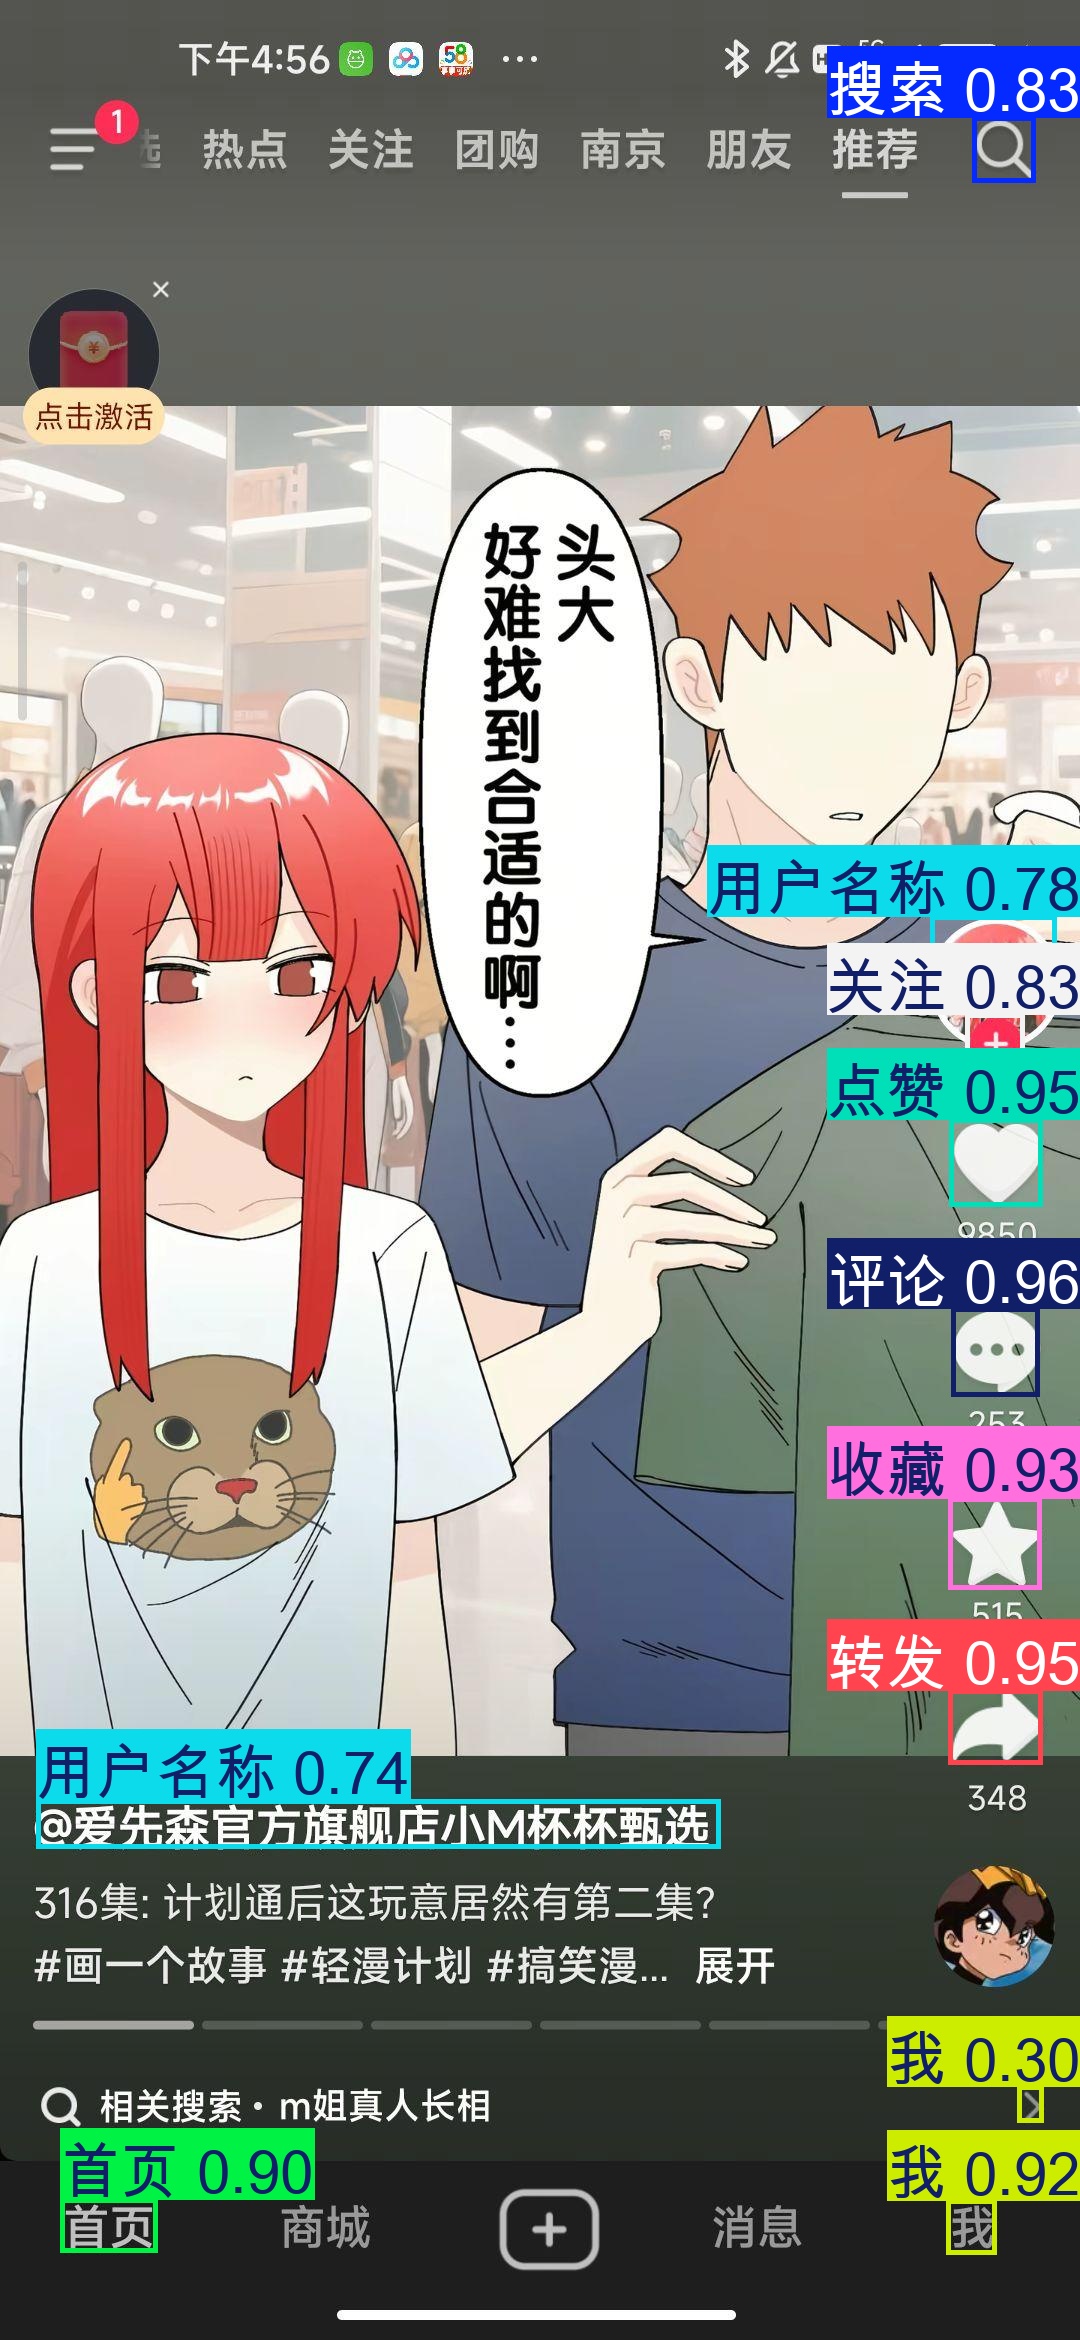 下午4:56
58
...
搜索 0.83
1
热点 关注 团购 南京 朋友 推荐
点击激活
头大
好难找到合适的啊…
用户名称 0.78
关注 0.83
点赞 0.95
9850
评论 0.96
253
收藏 0.93
515
转发 0.95
348
用户名称 0.74
@爱先森官方旗舰店小M杯杯甄选
316集: 计划通后这玩意居然有第二集？
#画一个故事 #轻漫计划 #搞笑漫... 展开
我 0.30
相关搜索· m姐真人长相
首页 0.90
我 0.92
首页 商城 消息 我